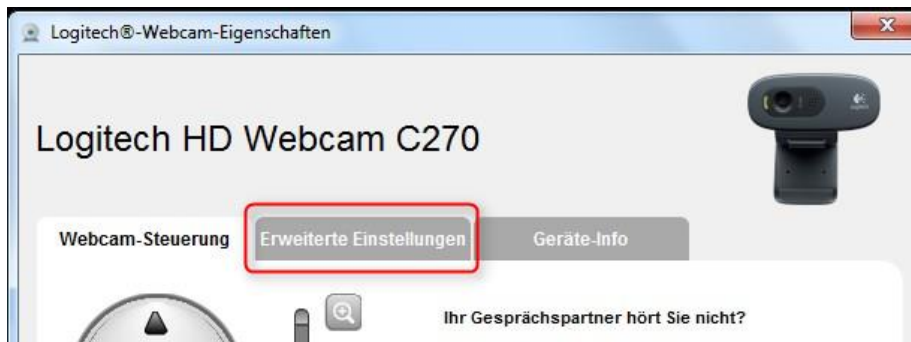 Logitech®-Webcam-Eigenschaften
Logitech HD Webcam C270
Webcam-Steuerung Erweiterte Einstellungen Geräte-Info
Ihr Gesprächspartner hört Sie nicht?